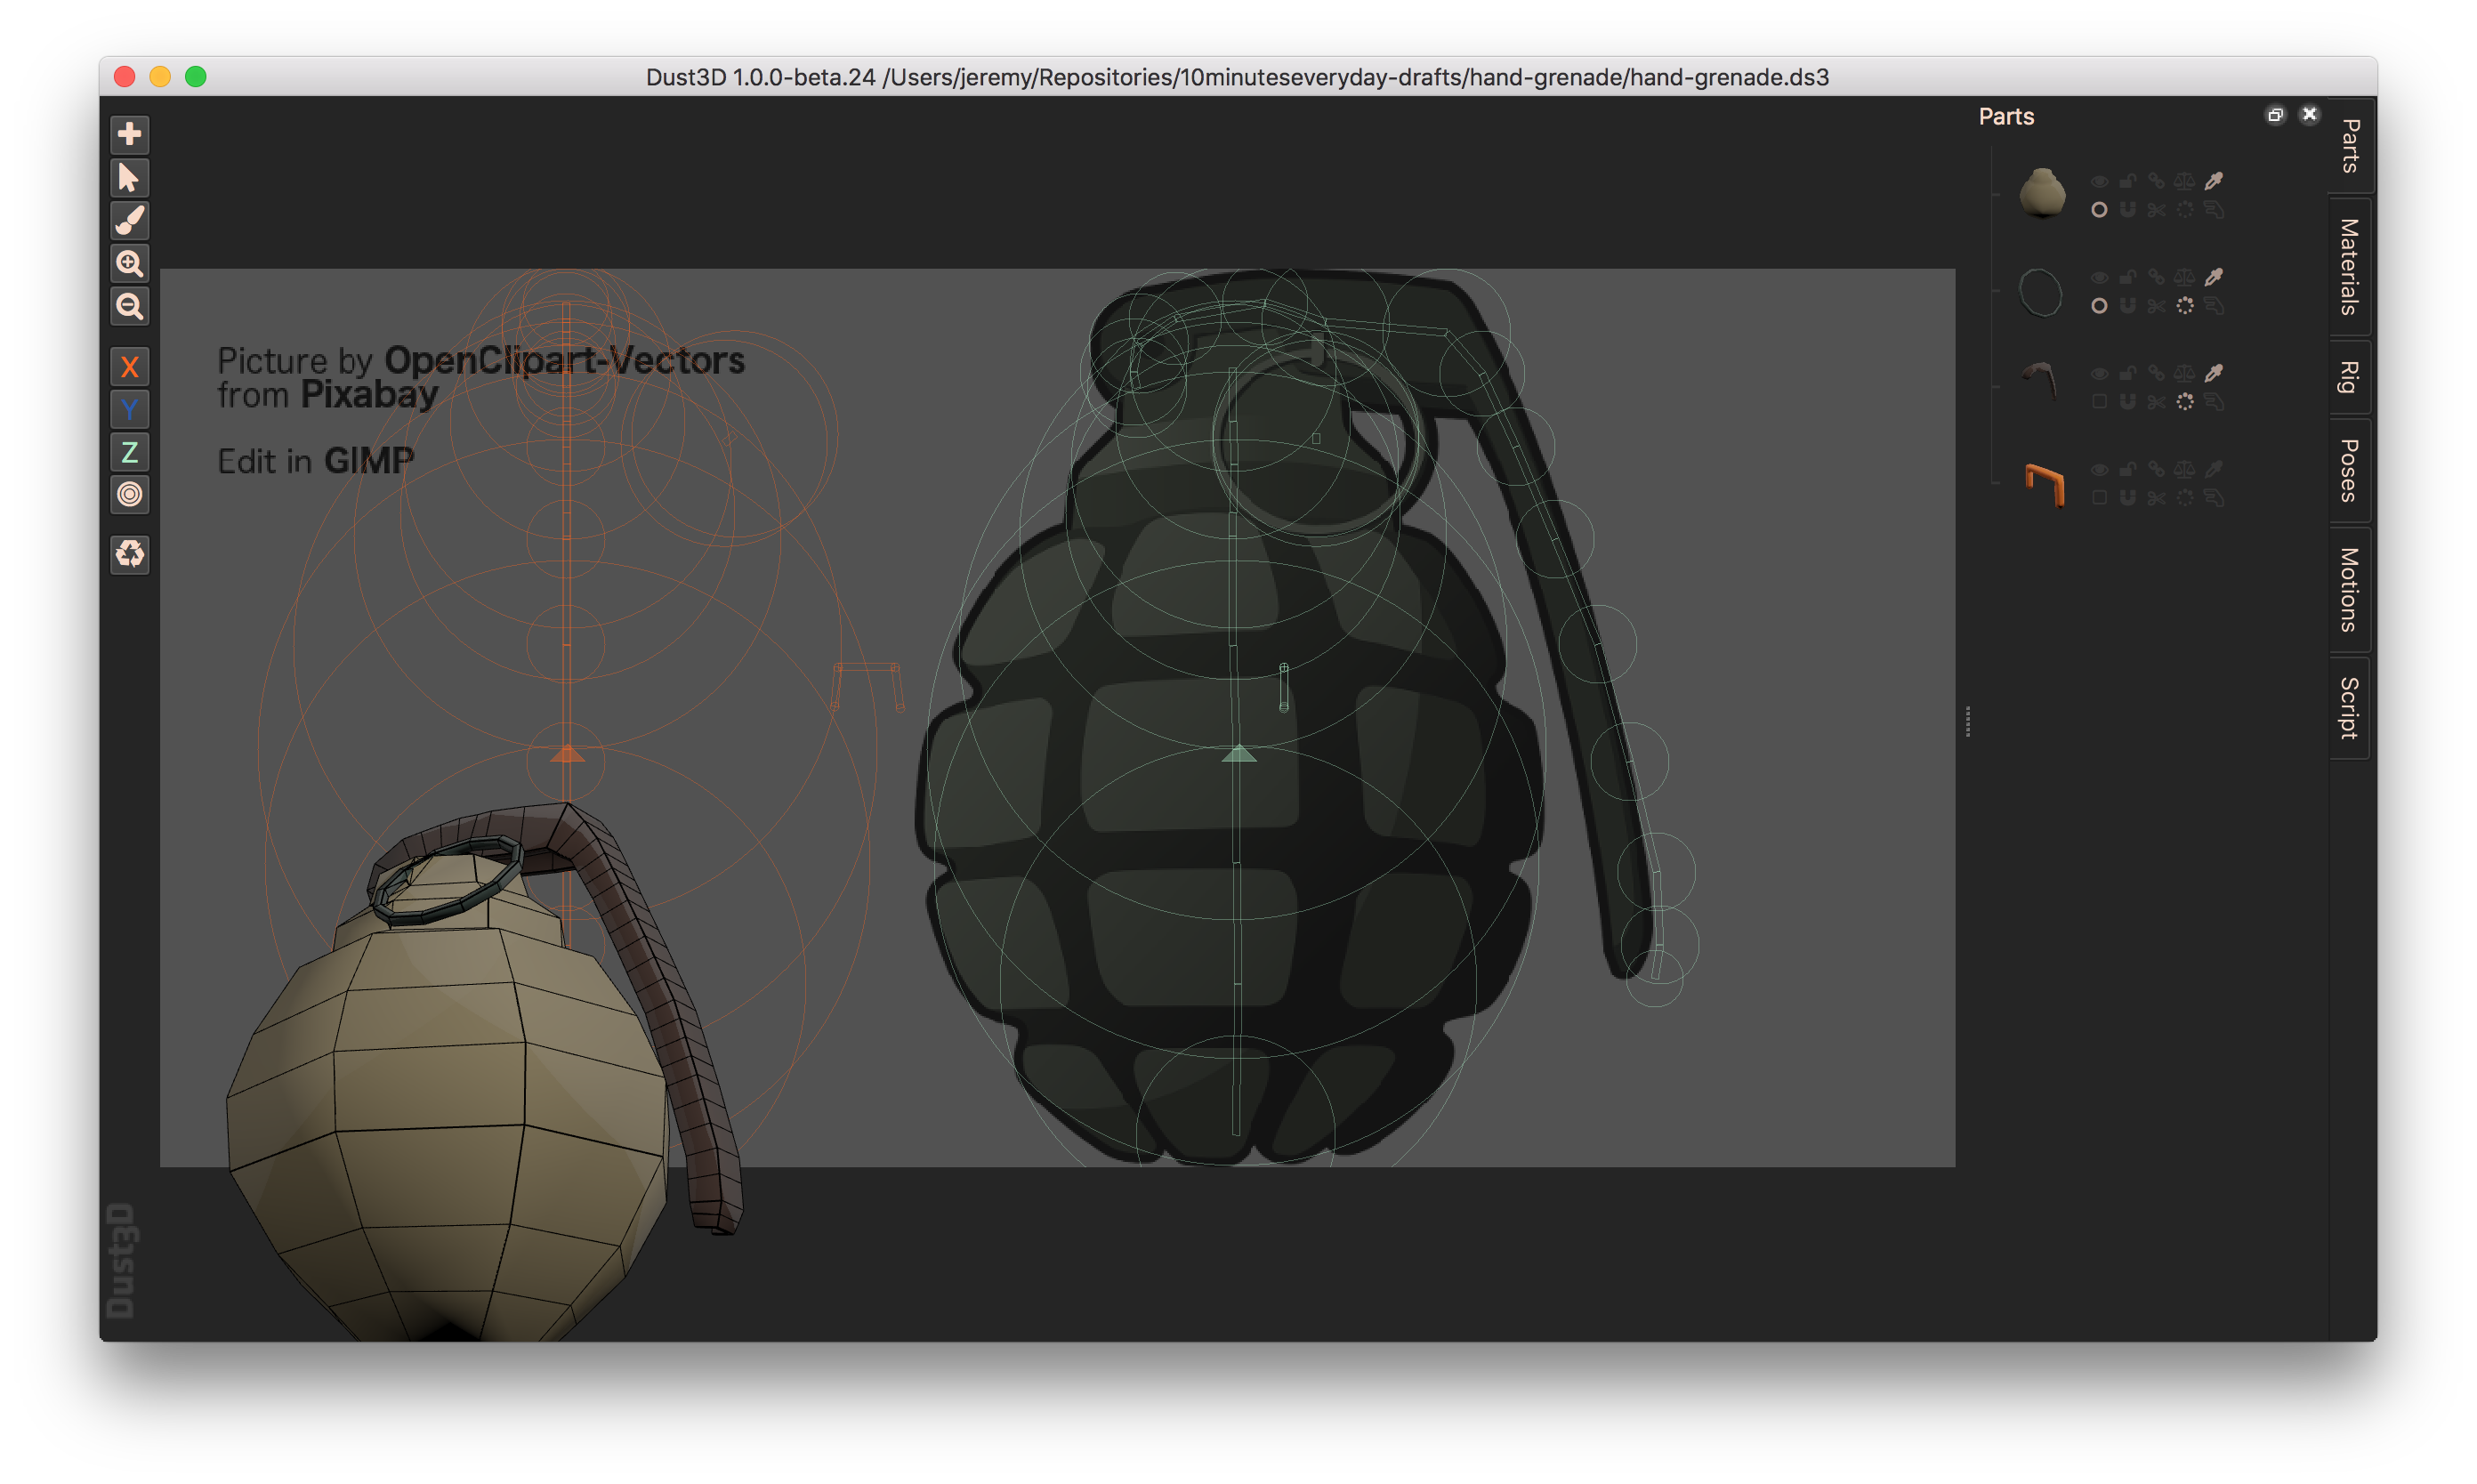 Dust3D 1.0.0-beta.24 /Users/jeremy/Repositories/10minuteseveryday-drafts/hand-grenade/hand-grenade.ds3
Parts
Parts
Materials
Rig
Poses
Motions
Script
X
Y
Z
Picture by OpenClipart-Vectors
from Pixabay
Edit in GIMP
Dust3D